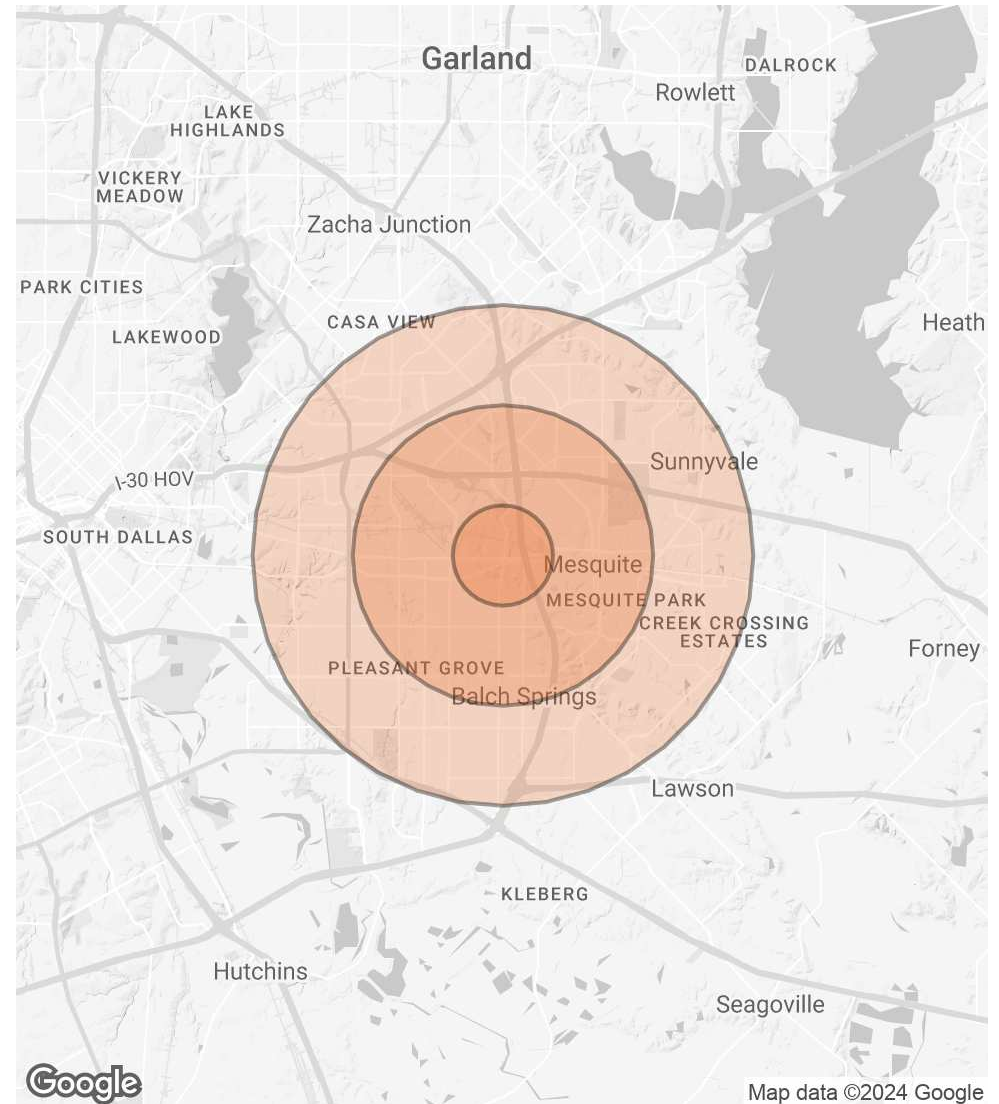 Garland
DALROCK
Rowlett
LAKE
HIGHLANDS
VICKERY
MEADOW
Zacha Junction
PARK CITIES
CASA VIEW
Heath
LAKEWOOD
Sunnyvale
I-30 HOV
SOUTH DALLAS
Mesquite
MESQUITE PARK
CREEK CROSSING
ESTATES
Forney
PLEASANT GROVE
Balch Springs
Lawson
KLEBERG
Hutchins
Seagoville
Google
Map data ©2024 Google